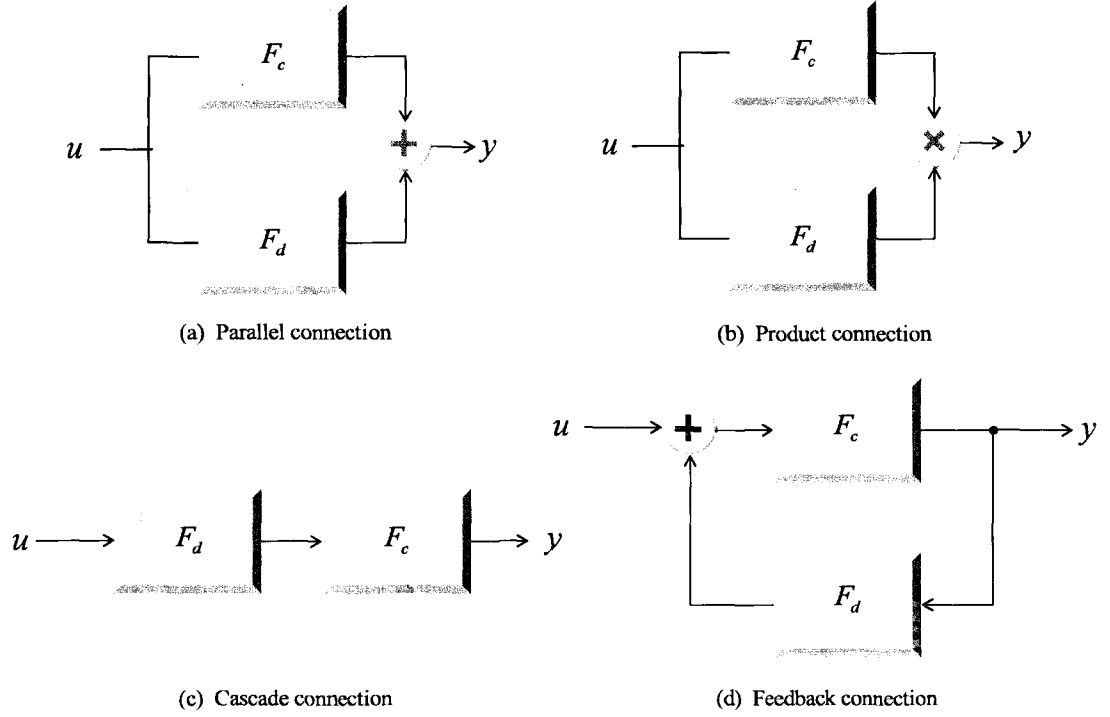 F_c
F_c
+
×
u
y
u
y
F_d
F_d
(a) Parallel connection
(b) Product connection
u
+
F_c
y
u
F_d
F_c
y
F_d
(c) Cascade connection
(d) Feedback connection